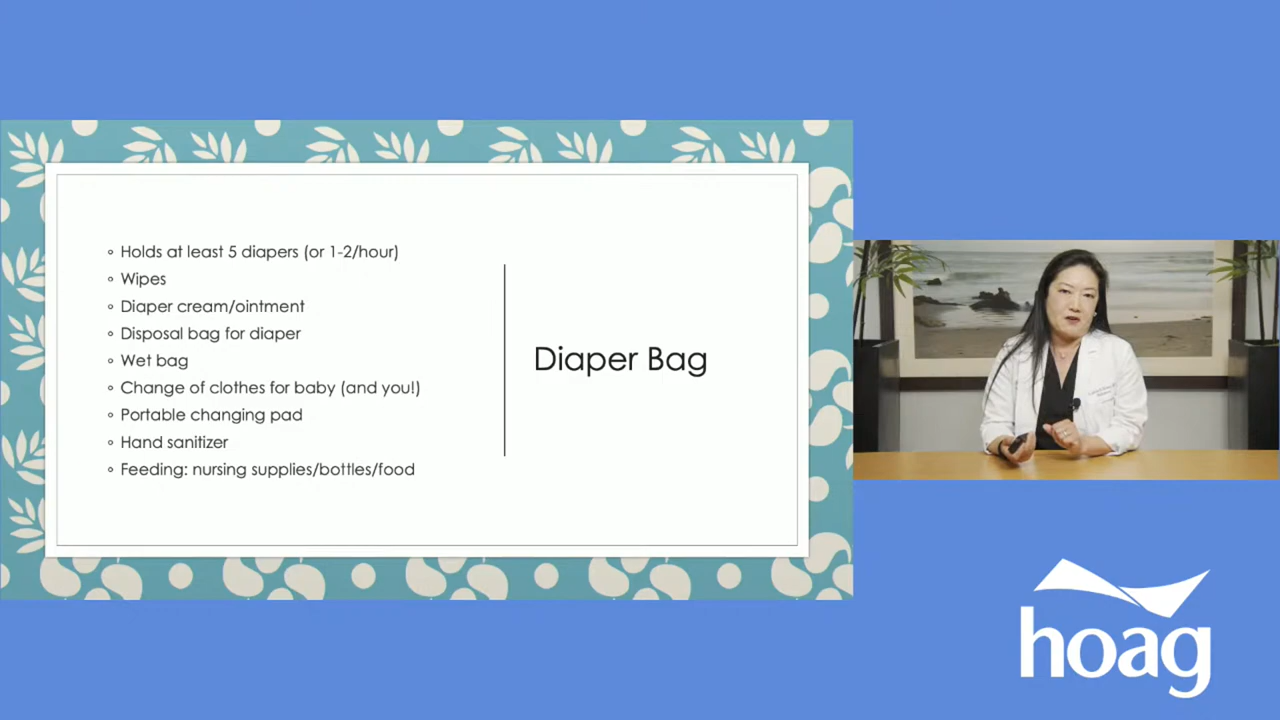 Holds at least 5 diapers (or 1-2/hour)
Wipes
Diaper cream/ointment
Disposal bag for diaper
Wet bag
Change of clothes for baby (and you!)
Portable changing pad
Hand sanitizer
Feeding: nursing supplies/bottles/food
Diaper Bag
hoag